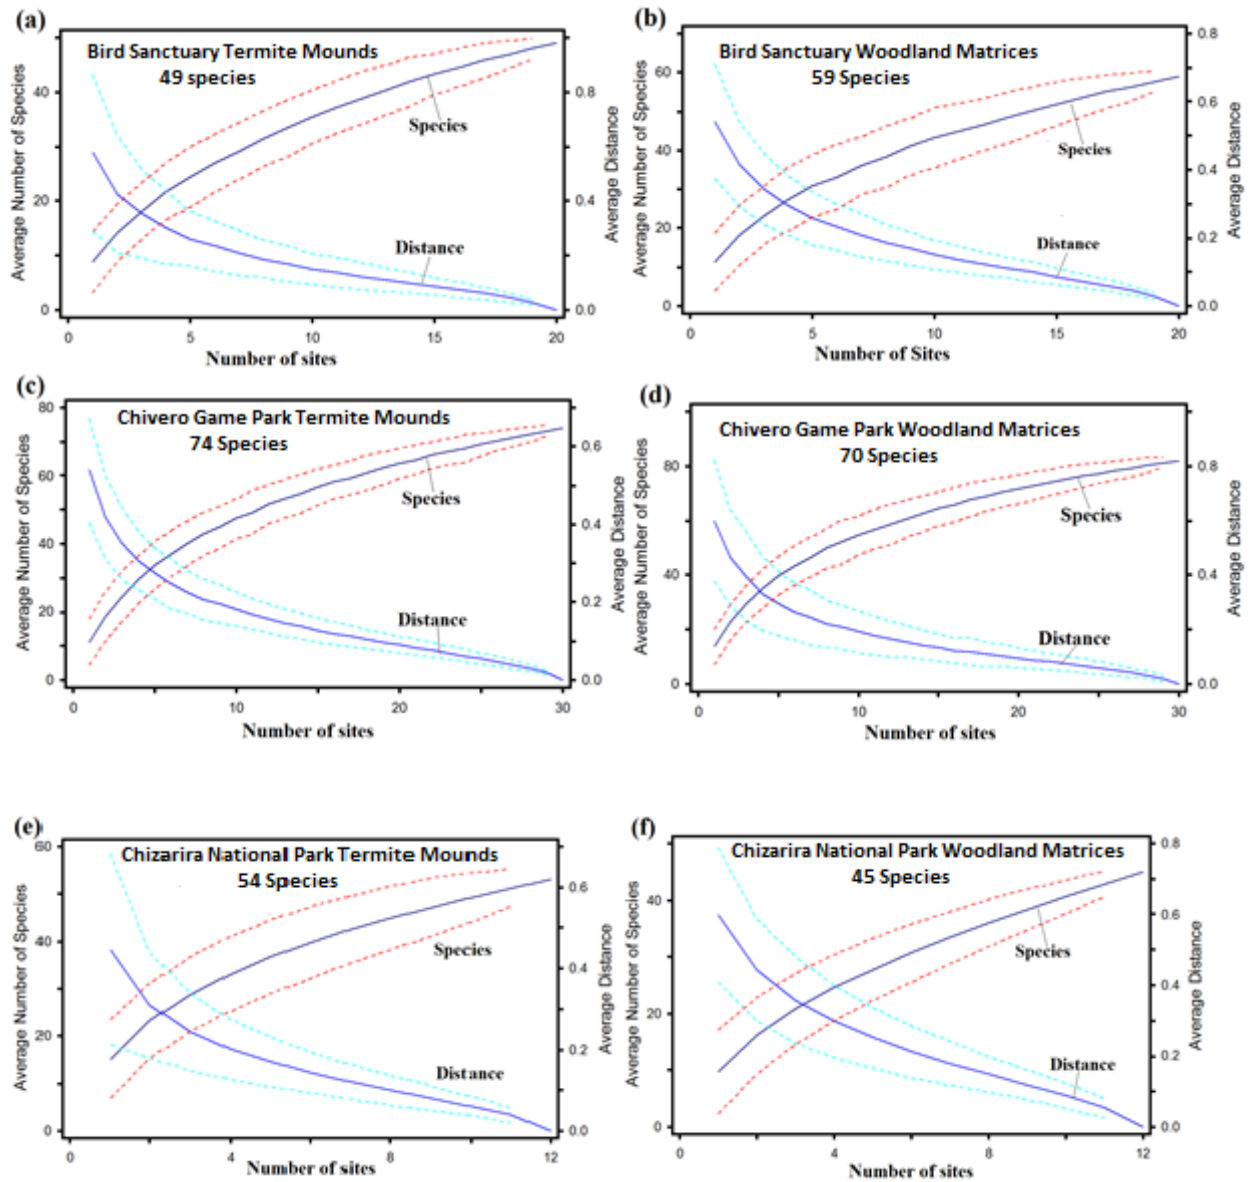 (a)
Bird Sanctuary Termite Mounds
49 species
Average Number of Species
40
20
0
Species
Distance
0.8
0.4
0.0
Average Distance
0 5 10 15 20
Number of sites
(b)
Bird Sanctuary Woodland Matrices
59 Species
Average Number of Species
60
40
20
0
Species
Distance
0.8
0.6
0.4
0.2
0.0
Average Distance
0 5 10 15 20
Number of Sites
(c)
Chivero Game Park Termite Mounds
74 Species
Average Number of Species
80
60
40
20
0
Species
Distance
0.6
0.4
0.2
0.0
Average Distance
0 10 20 30
Number of sites
(d)
Chivero Game Park Woodland Matrices
70 Species
Average Number of Species
80
40
0
Species
Distance
0.8
0.4
0.0
Average Distance
0 10 20 30
Number of sites
(e)
Chizarira National Park Termite Mounds
54 Species
Average Number of Species
60
40
20
0
Species
Distance
0.6
0.4
0.2
0.0
Average Distance
0 4 8 12
Number of sites
(f)
Chizarira National Park Woodland Matrices
45 Species
Average Number of Species
40
20
0
Species
Distance
0.8
0.6
0.4
0.2
0.0
Average Distance
0 4 8 12
Number of sites